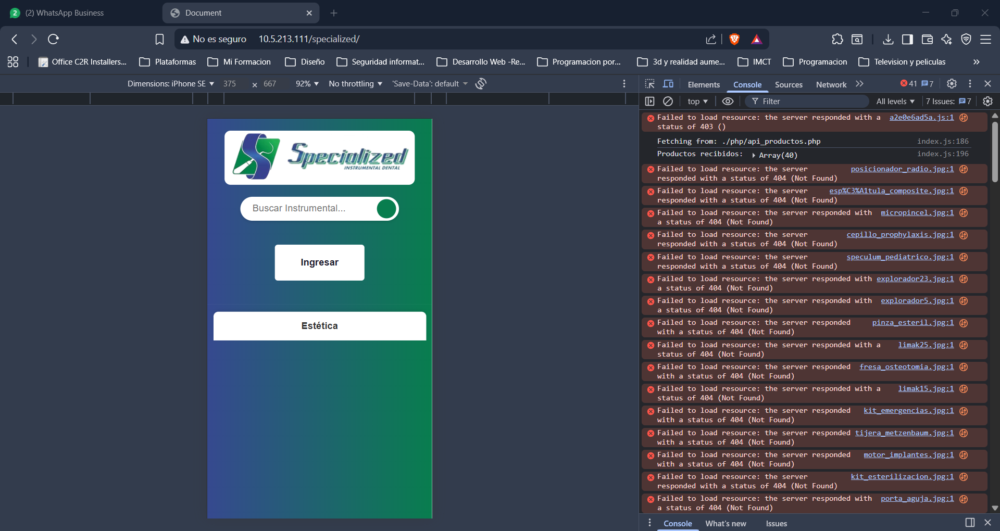 2 (2) WhatsApp Business
Document
No es seguro 10.5.213.111/specialized/
Office C2R Installers...
Plataformas
Mi Formacion
Diseño
Seguridad informat...
Desarrollo Web -Re...
Programacion por...
3d y realidad aume...
IMCT
Programacion
Television y peliculas
»
Dimensions: iPhone SE ▼ 375 × 667 92% ▼ No throttling ▼ 'Save-Data': default ▼
Elements Console Sources Network 41 7
top ▼ Filter All levels ▼ 7 Issues: 7
Specialized
INSTRUMENTAL DENTAL
Buscar Instrumental...
Ingresar
Estética
Failed to load resource: the server responded with a a2e0e6ad5a.js:1
status of 403 ()
Fetching from: ./php/api_productos.php index.js:186
Productos recibidos: ▶ Array(40) index.js:196
Failed to load resource: the server posicionador_radio.jpg:1
responded with a status of 404 (Not Found)
Failed to load resource: the server esp%C3%A1tula_composite.jpg:1
responded with a status of 404 (Not Found)
Failed to load resource: the server responded with micropincel.jpg:1
a status of 404 (Not Found)
Failed to load resource: the server cepillo_prophylaxis.jpg:1
responded with a status of 404 (Not Found)
Failed to load resource: the server speculum_pediatrico.jpg:1
responded with a status of 404 (Not Found)
Failed to load resource: the server responded with explorador23.jpg:1
a status of 404 (Not Found)
Failed to load resource: the server responded with explorador5.jpg:1
a status of 404 (Not Found)
Failed to load resource: the server responded pinza_esteril.jpg:1
with a status of 404 (Not Found)
Failed to load resource: the server responded with a limak25.jpg:1
status of 404 (Not Found)
Failed to load resource: the server responded fresa_osteotomia.jpg:1
with a status of 404 (Not Found)
Failed to load resource: the server responded with a limak15.jpg:1
status of 404 (Not Found)
Failed to load resource: the server responded kit_emergencias.jpg:1
with a status of 404 (Not Found)
Failed to load resource: the server responded tijera_metzenbaum.jpg:1
with a status of 404 (Not Found)
Failed to load resource: the server responded motor_implantes.jpg:1
with a status of 404 (Not Found)
Failed to load resource: the server kit_esterilizacion.jpg:1
responded with a status of 404 (Not Found)
Failed to load resource: the server responded with porta_aguja.jpg:1
a status of 404 (Not Found)
Console What's new Issues